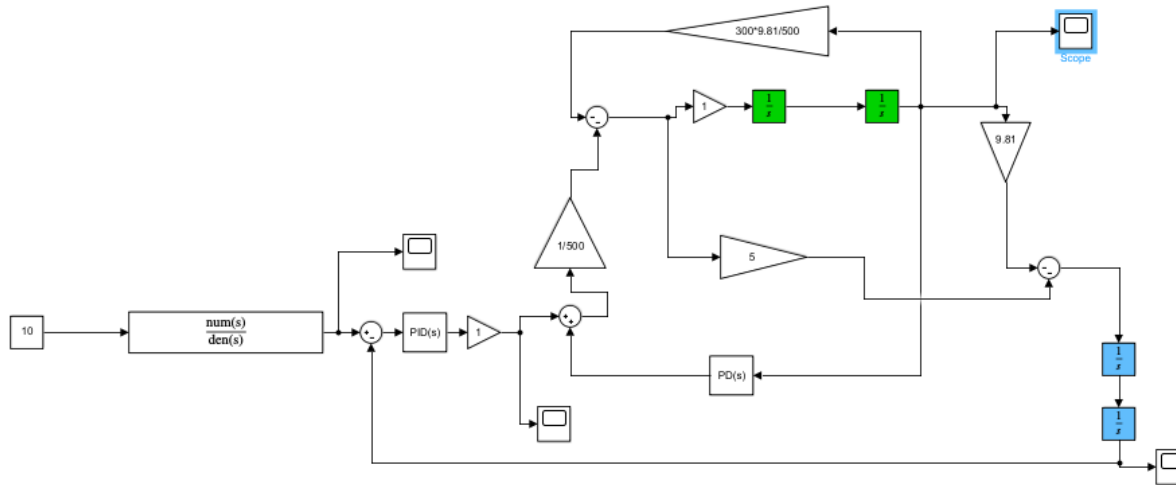 300*9.81/500
Scope
1
1
s
1
s
9.81
1/500
5
10
num(s)
den(s)
PID(s)
1
PD(s)
1
s
1
s